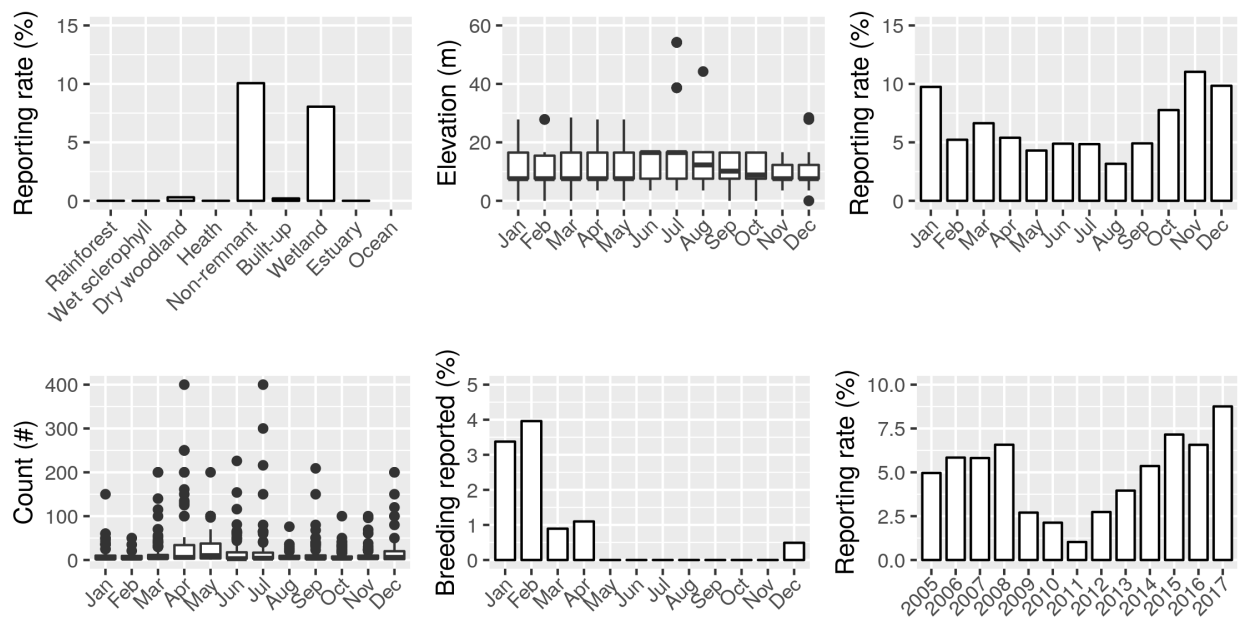 Reporting rate (%)
15
10
5
0
Rainforest
Wet sclerophyll
Dry woodland
Heath
Non-remnant
Built-up
Wetland
Estuary
Ocean
Elevation (m)
60
40
20
0
Jan
Feb
Mar
Apr
May
Jun
Jul
Aug
Sep
Oct
Nov
Dec
Reporting rate (%)
15
10
5
0
Jan
Feb
Mar
Apr
May
Jun
Jul
Aug
Sep
Oct
Nov
Dec
Count (#)
400
300
200
100
0
Jan
Feb
Mar
Apr
May
Jun
Jul
Aug
Sep
Oct
Nov
Dec
Breeding reported (%)
5
4
3
2
1
0
Jan
Feb
Mar
Apr
May
Jun
Jul
Aug
Sep
Oct
Nov
Dec
Reporting rate (%)
10.0
7.5
5.0
2.5
0.0
2005
2006
2007
2008
2009
2010
2011
2012
2013
2014
2015
2016
2017